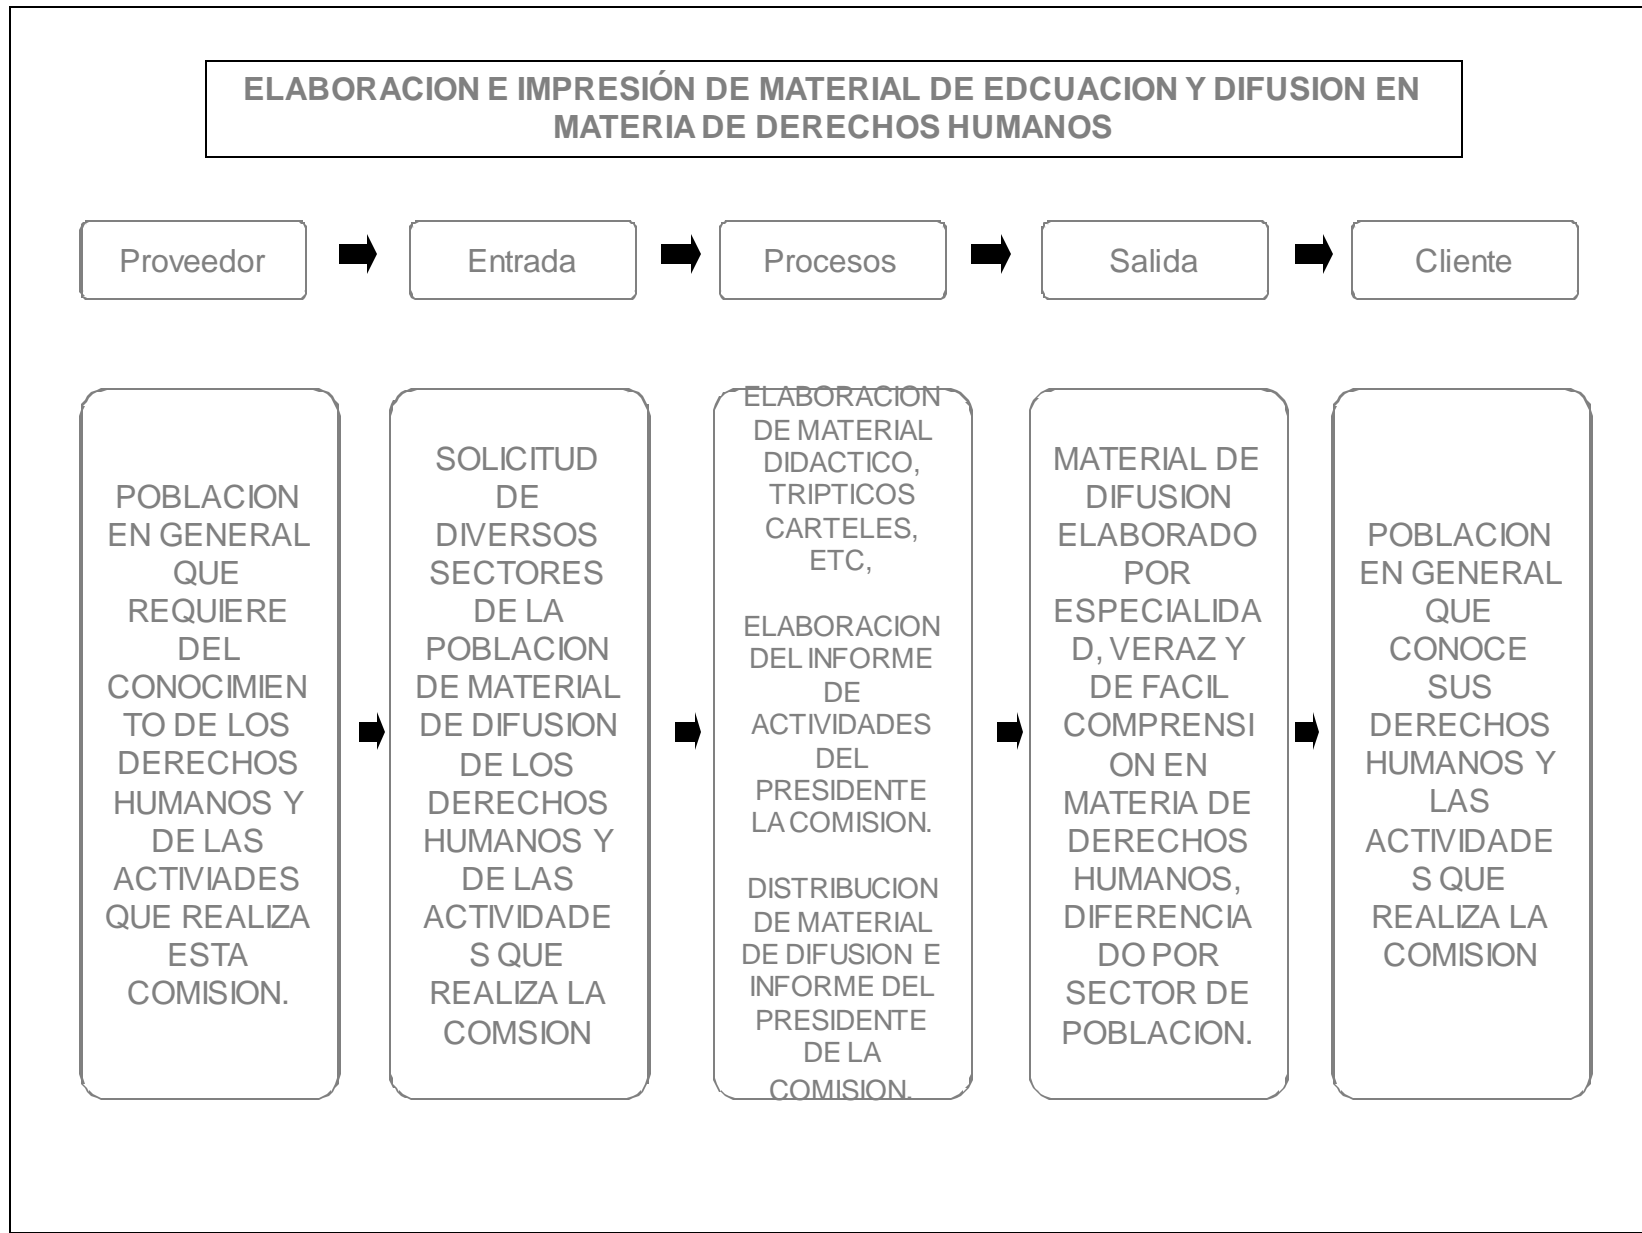 ELABORACION E IMPRESIÓN DE MATERIAL DE EDCUACION Y DIFUSION EN
MATERIA DE DERECHOS HUMANOS
Proveedor
Entrada
Procesos
Salida
Cliente
POBLACION
EN GENERAL
QUE
REQUIERE
DEL
CONOCIMIEN
TO DE LOS
DERECHOS
HUMANOS Y
DE LAS
ACTIVIADES
QUE REALIZA
ESTA
COMISION.
SOLICITUD
DE
DIVERSOS
SECTORES
DE LA
POBLACION
DE MATERIAL
DE DIFUSION
DE LOS
DERECHOS
HUMANOS Y
DE LAS
ACTIVIDADE
S QUE
REALIZA LA
COMSION
ELABORACION
DE MATERIAL
DIDACTICO,
TRIPTICOS
CARTELES,
ETC,
ELABORACION
DEL INFORME
DE
ACTIVIDADES
DEL
PRESIDENTE
LA COMISION.
DISTRIBUCION
DE MATERIAL
DE DIFUSION E
INFORME DEL
PRESIDENTE
DE LA
COMISION.
MATERIAL DE
DIFUSION
ELABORADO
POR
ESPECIALIDA
D, VERAZ Y
DE FACIL
COMPRENSI
ON EN
MATERIA DE
DERECHOS
HUMANOS,
DIFERENCIA
DO POR
SECTOR DE
POBLACION.
POBLACION
EN GENERAL
QUE
CONOCE
SUS
DERECHOS
HUMANOS Y
LAS
ACTIVIDADE
S QUE
REALIZA LA
COMISION